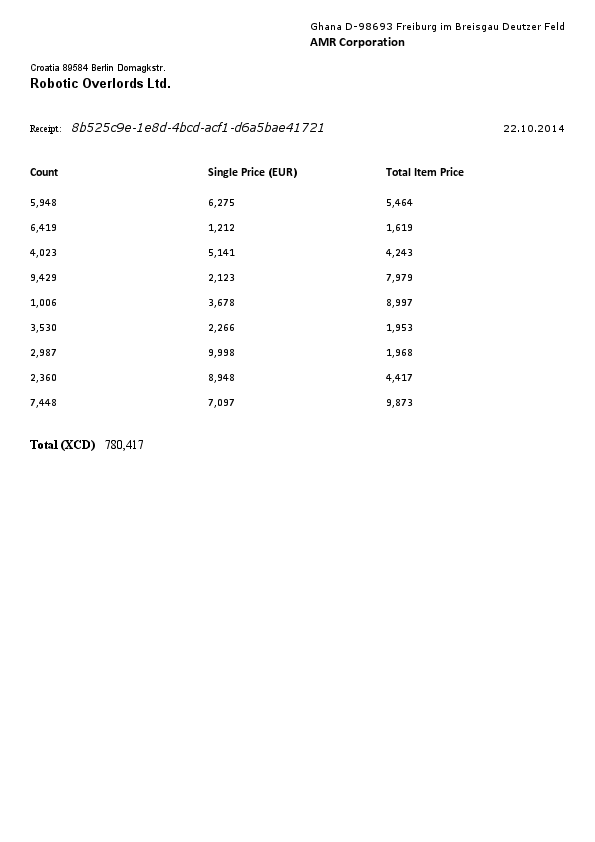 Ghana D-98693 Freiburg im Breisgau Deutzer Feld
AMR Corporation
Croatia 89584 Berlin Domagkstr.
Robotic Overlords Ltd.
Receipt: 8b525c9e-1e8d-4bcd-acf1-d6a5bae41721 22.10.2014
Count Single Price (EUR) Total Item Price
5,948 6,275 5,464
6,419 1,212 1,619
4,023 5,141 4,243
9,429 2,123 7,979
1,006 3,678 8,997
3,530 2,266 1,953
2,987 9,998 1,968
2,360 8,948 4,417
7,448 7,097 9,873
Total (XCD) 780,417